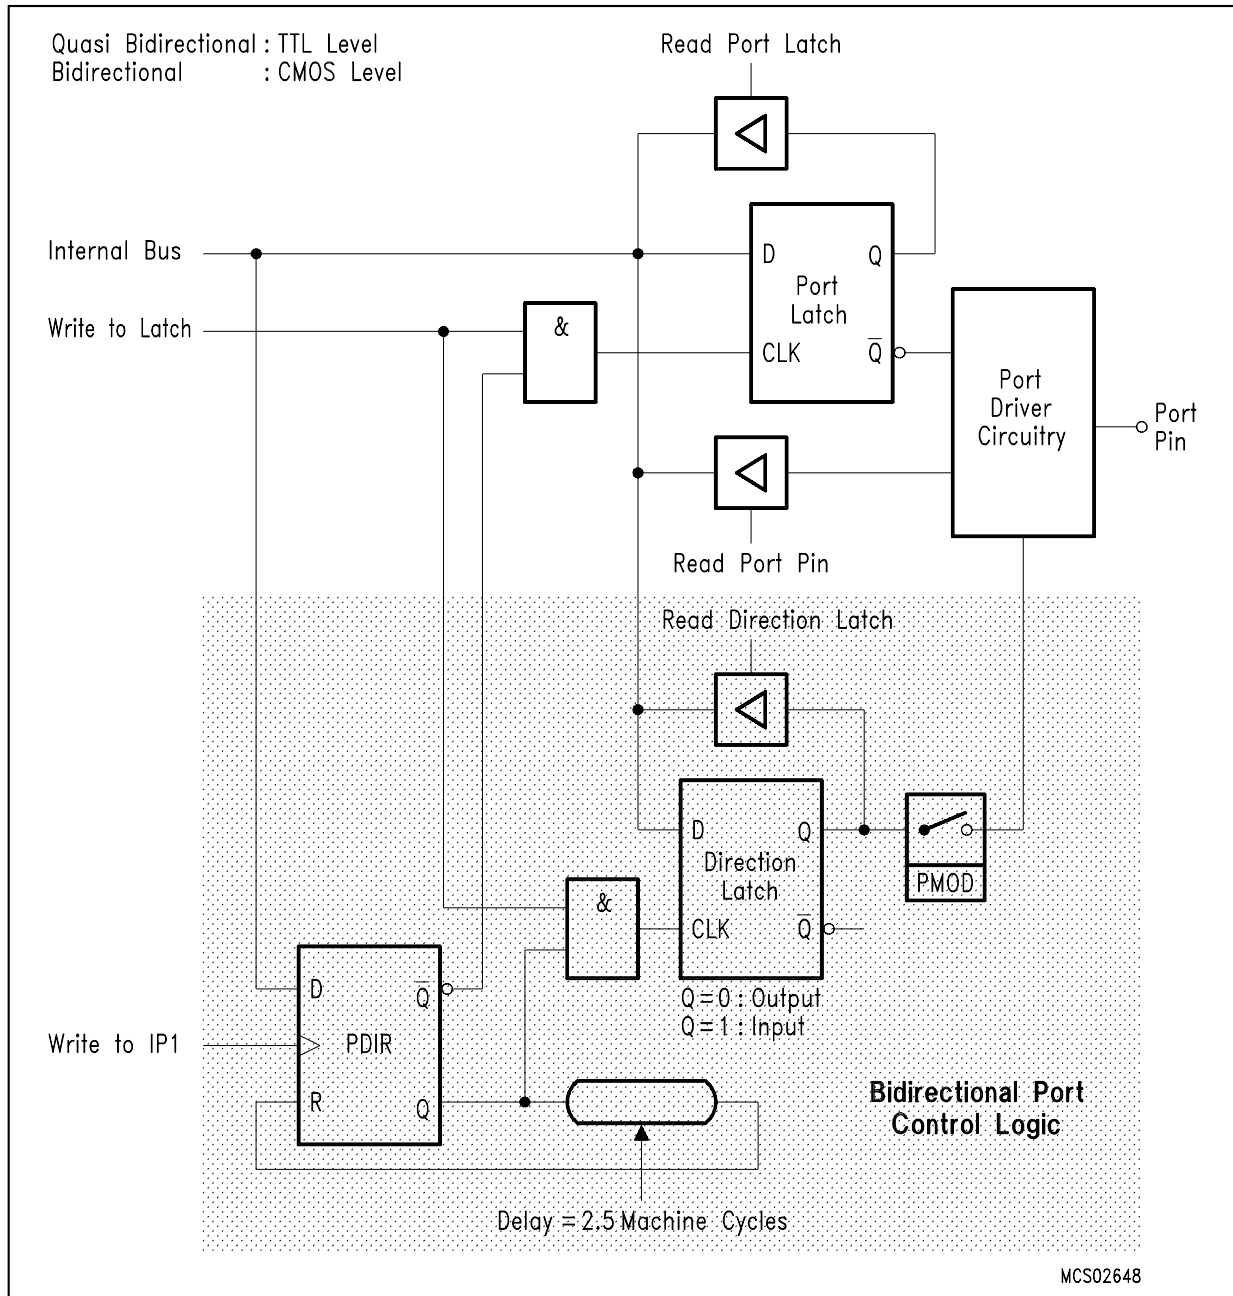 Quasi Bidirectional : TTL Level
Bidirectional : CMOS Level
Read Port Latch
Internal Bus
D
Q
Port
Latch
Write to Latch
&
CLK
Q̅
Port
Driver
Circuitry
Port
Pin
Read Port Pin
Read Direction Latch
D
Q
Direction
Latch
PMOD
&
CLK
Q̅
D
Q̅
Q=0 : Output
Q=1 : Input
Write to IP1
PDIR
R
Q
Bidirectional Port
Control Logic
Delay = 2.5 Machine Cycles
MCS02648